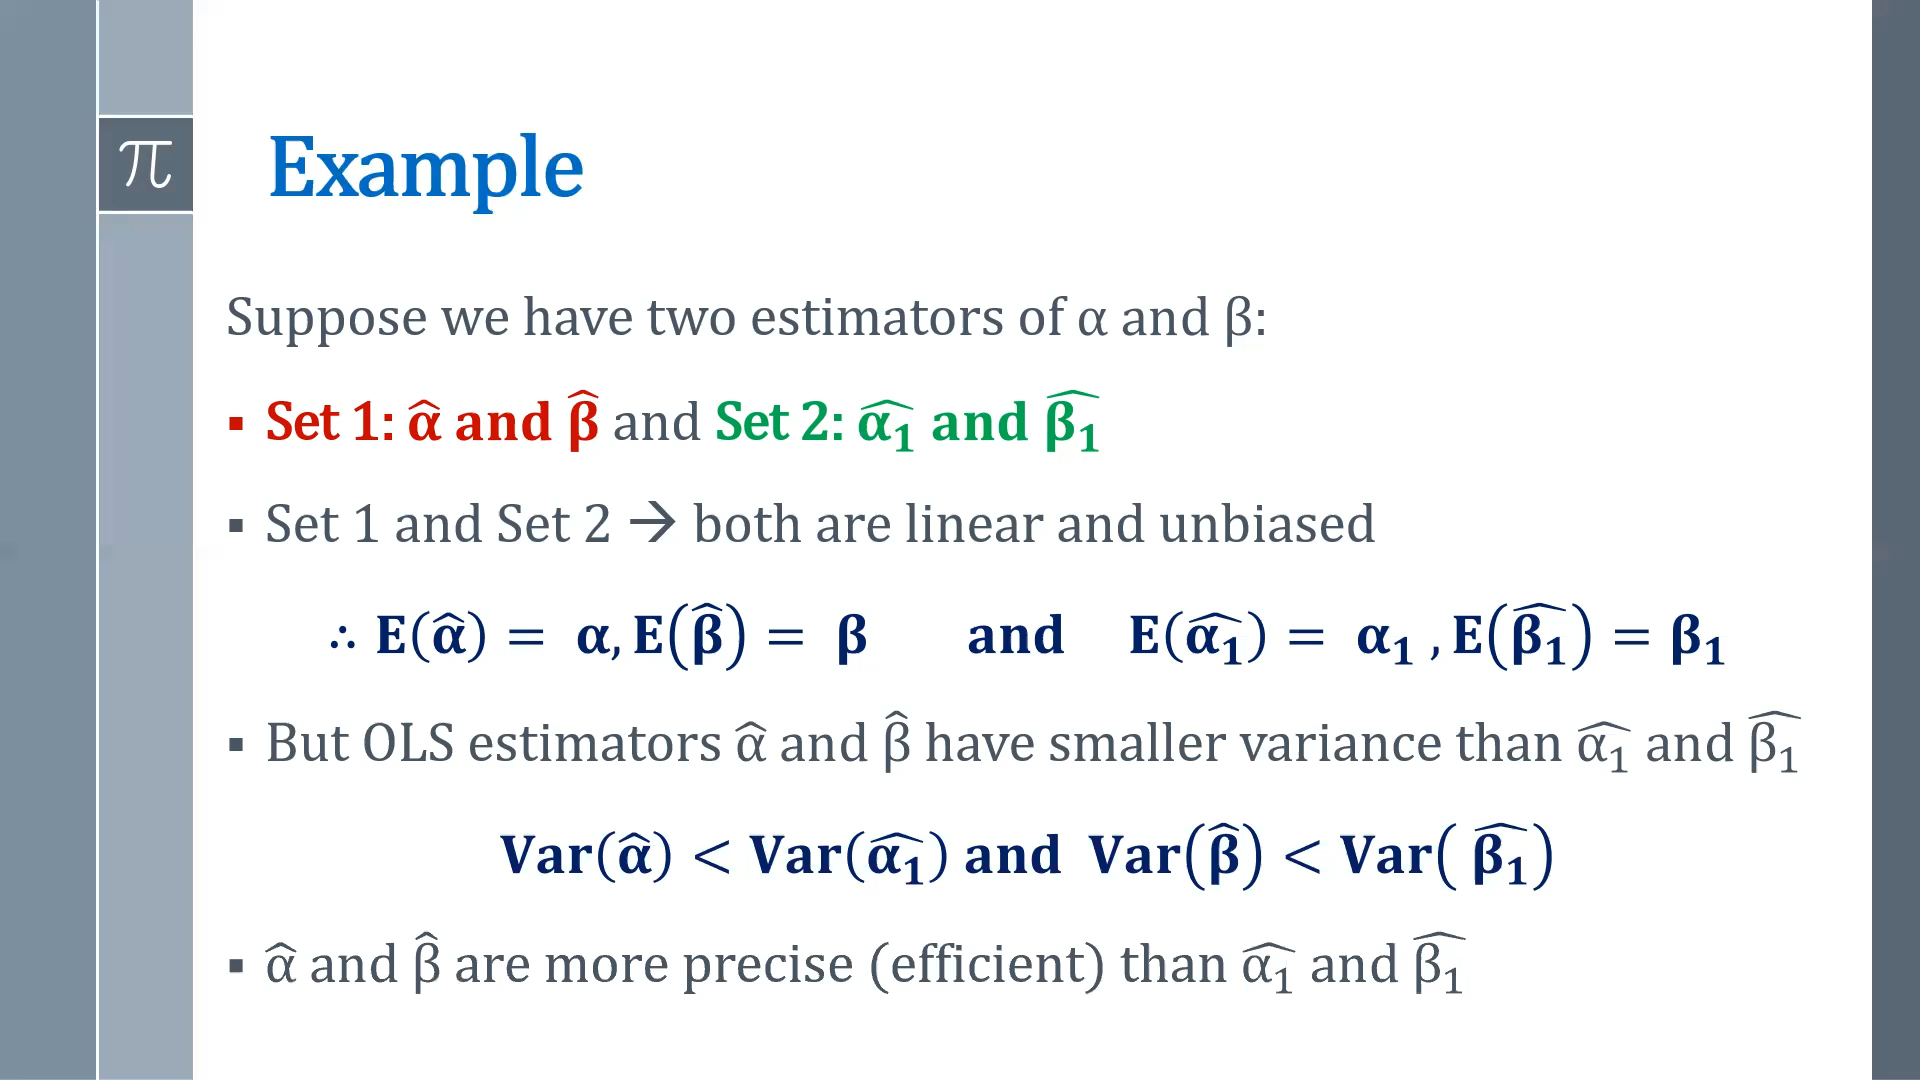 π
Example
Suppose we have two estimators of α and β:
▪ Set 1: α̂ and β̂ and Set 2: α̂₁ and β̂₁
▪ Set 1 and Set 2 → both are linear and unbiased
∴ E(α̂) = α, E(β̂) = β and E(α̂₁) = α₁ , E(β̂₁) = β₁
▪ But OLS estimators α̂ and β̂ have smaller variance than α̂₁ and β̂₁
Var(α̂) < Var(α̂₁) and Var(β̂) < Var( β̂₁)
▪ α̂ and β̂ are more precise (efficient) than α̂₁ and β̂₁